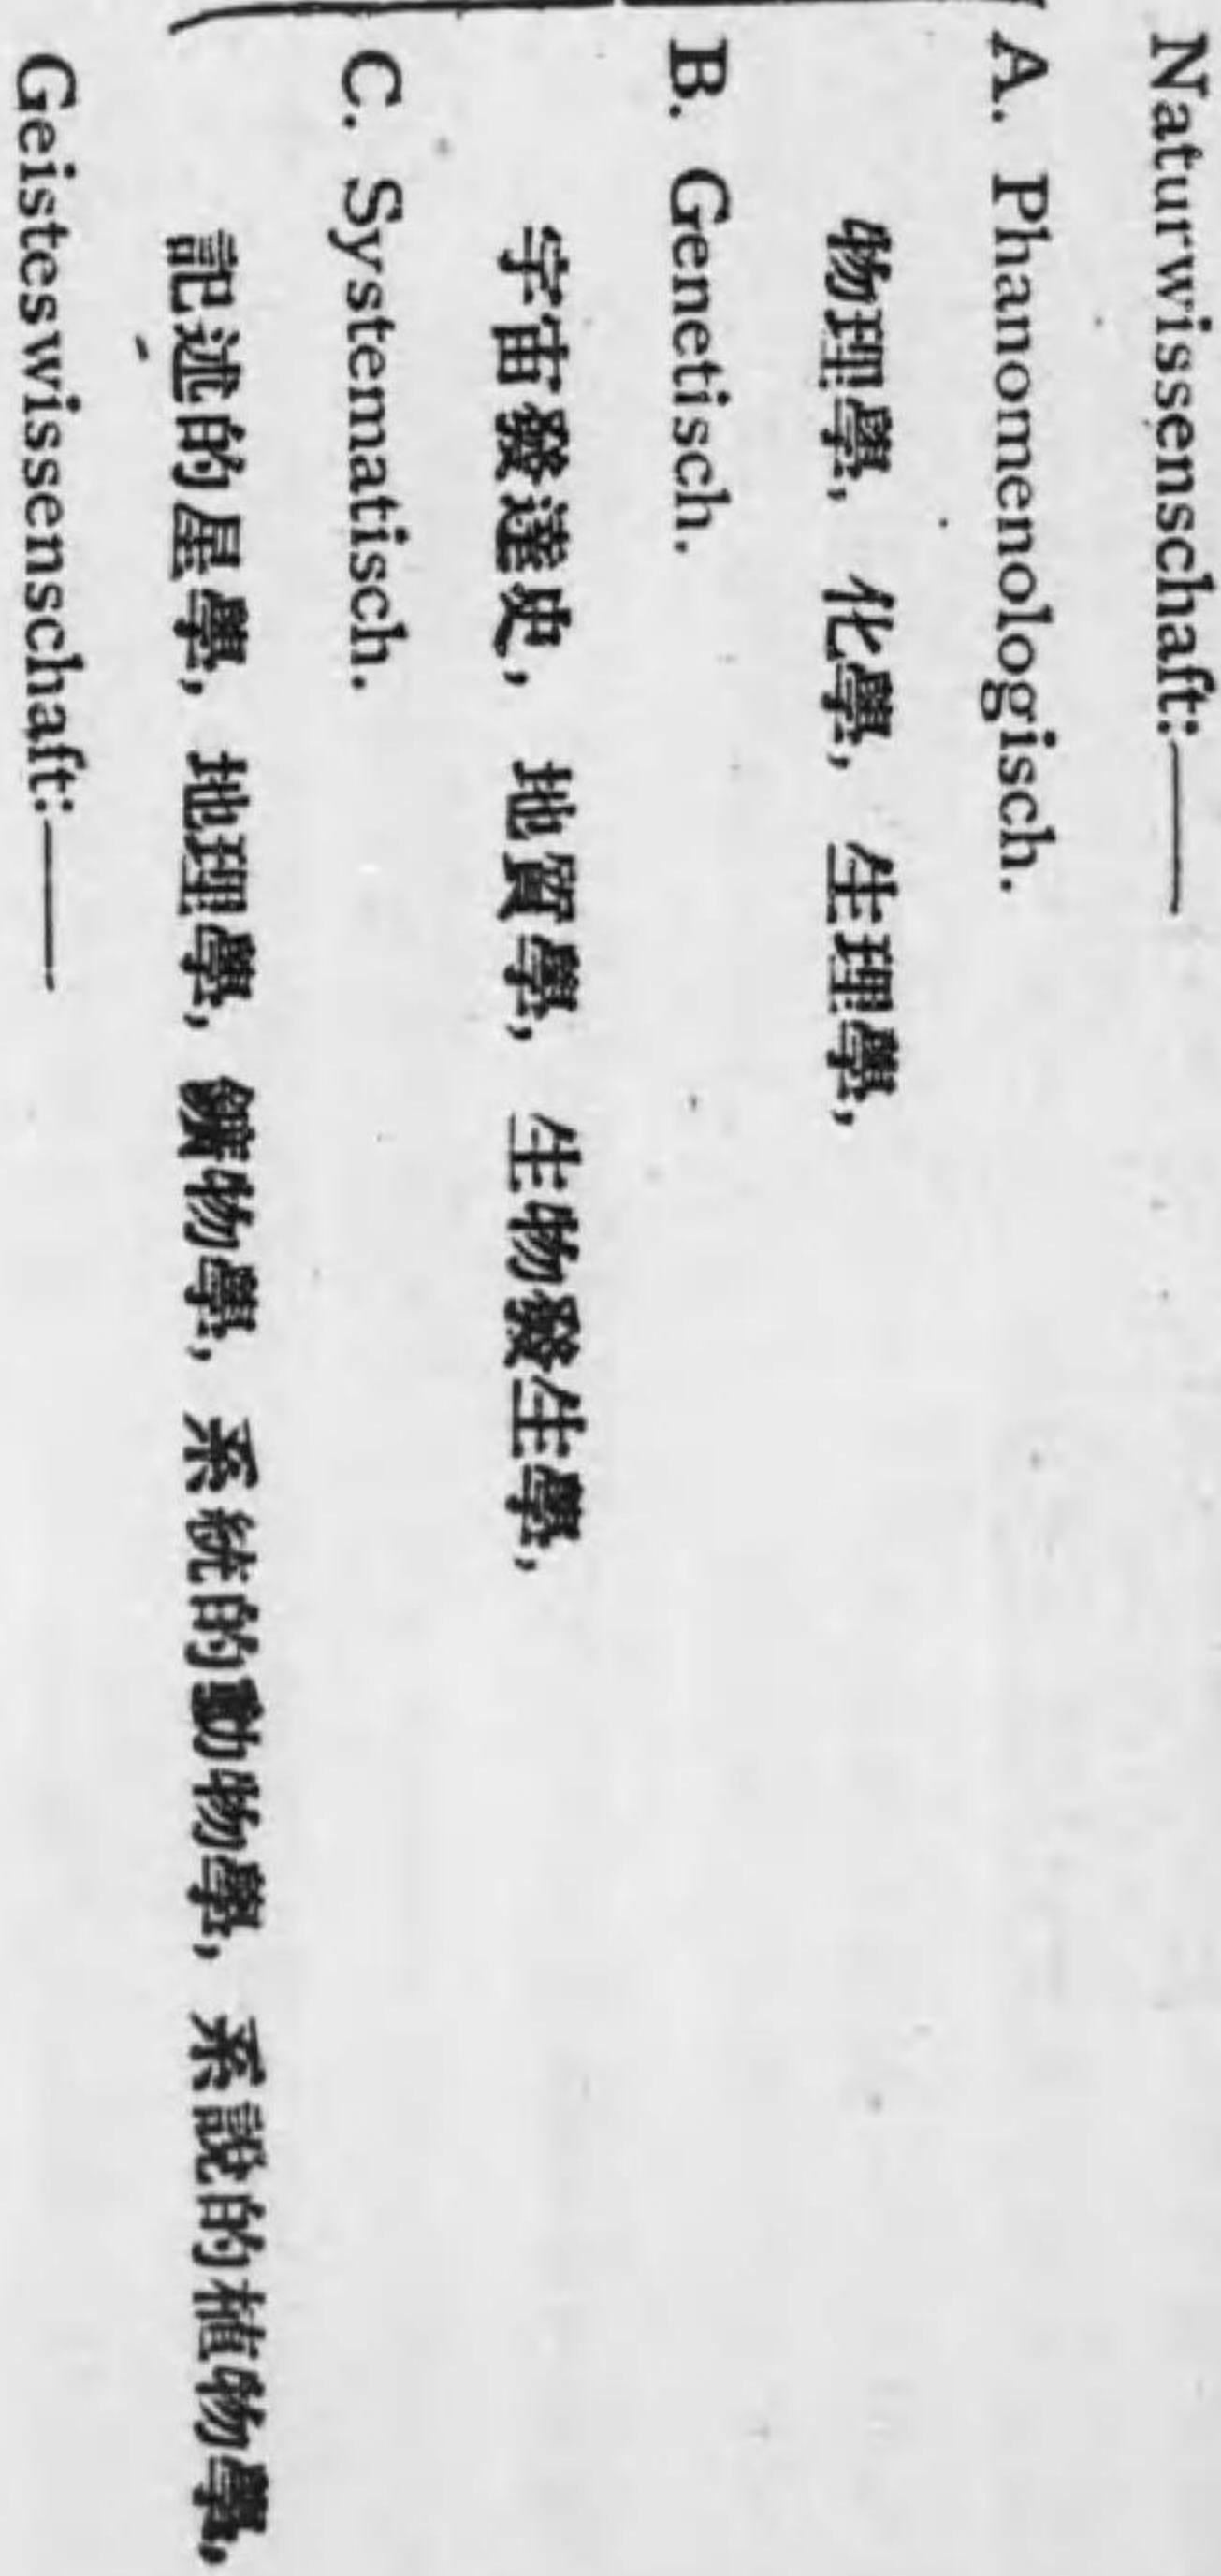 Naturwissenschaft:——
A. Phanomenologisch.
物理學, 化學, 生理學,
B. Genetisch.
宇宙發達史, 地質學, 生物發生學,
C. Systematisch.
記述的星學, 地理學, 鑛物學, 系統的動物學, 系說的植物學,
Geisteswissenschaft:——